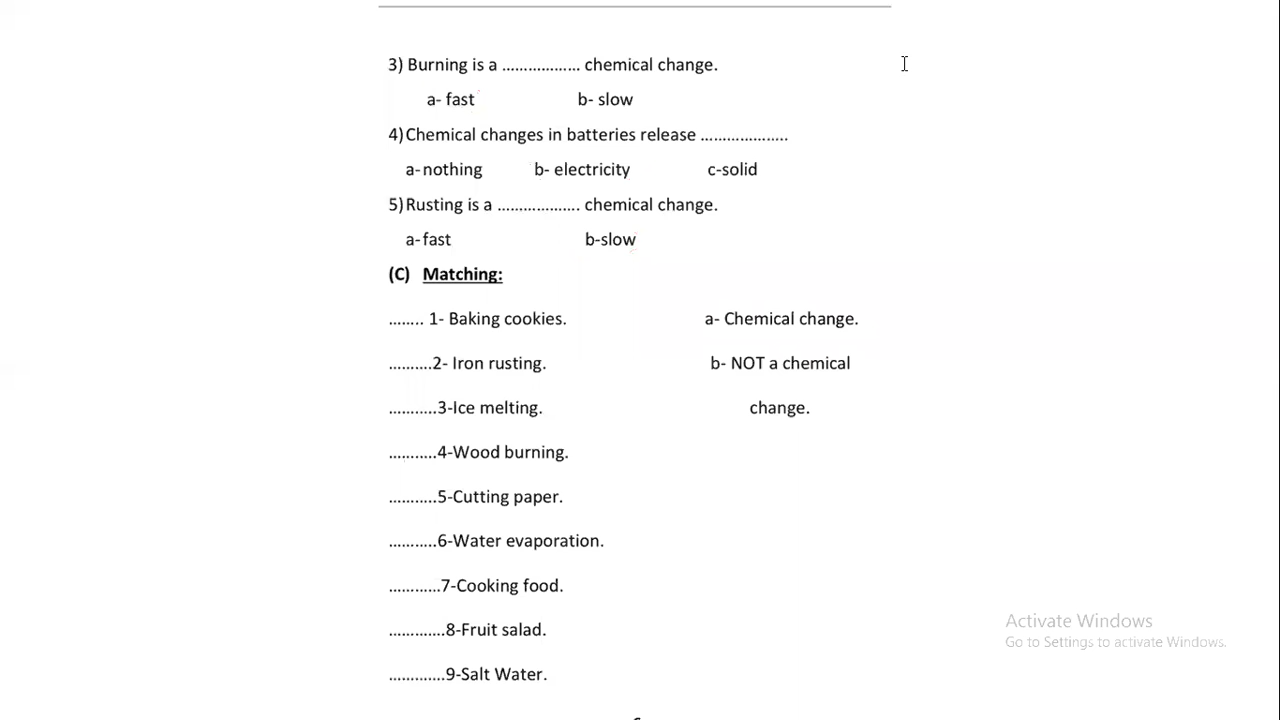 3) Burning is a .................. chemical change.
a- fast b- slow
4) Chemical changes in batteries release ....................
a- nothing b- electricity c-solid
5) Rusting is a ................... chemical change.
a- fast b-slow
(C) Matching:
........ 1- Baking cookies. a- Chemical change.
..........2- Iron rusting. b- NOT a chemical
...........3-Ice melting. change.
...........4-Wood burning.
...........5-Cutting paper.
...........6-Water evaporation.
............7-Cooking food.
.............8-Fruit salad.
.............9-Salt Water.
Activate Windows
Go to Settings to activate Windows.